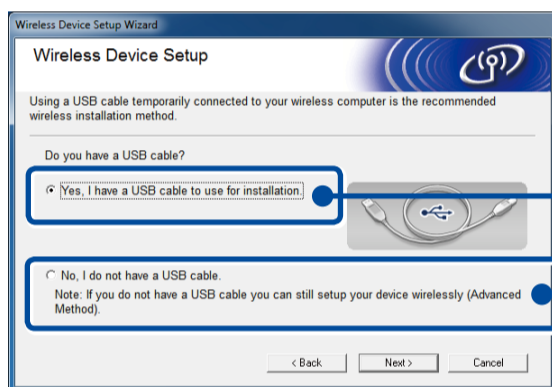 Wireless Device Setup Wizard
Wireless Device Setup
Using a USB cable temporarily connected to your wireless computer is the recommended
wireless installation method.
Do you have a USB cable?
Yes, I have a USB cable to use for installation.
No, I do not have a USB cable.
Note: If you do not have a USB cable you can still setup your device wirelessly (Advanced
Method).
< Back
Next >
Cancel